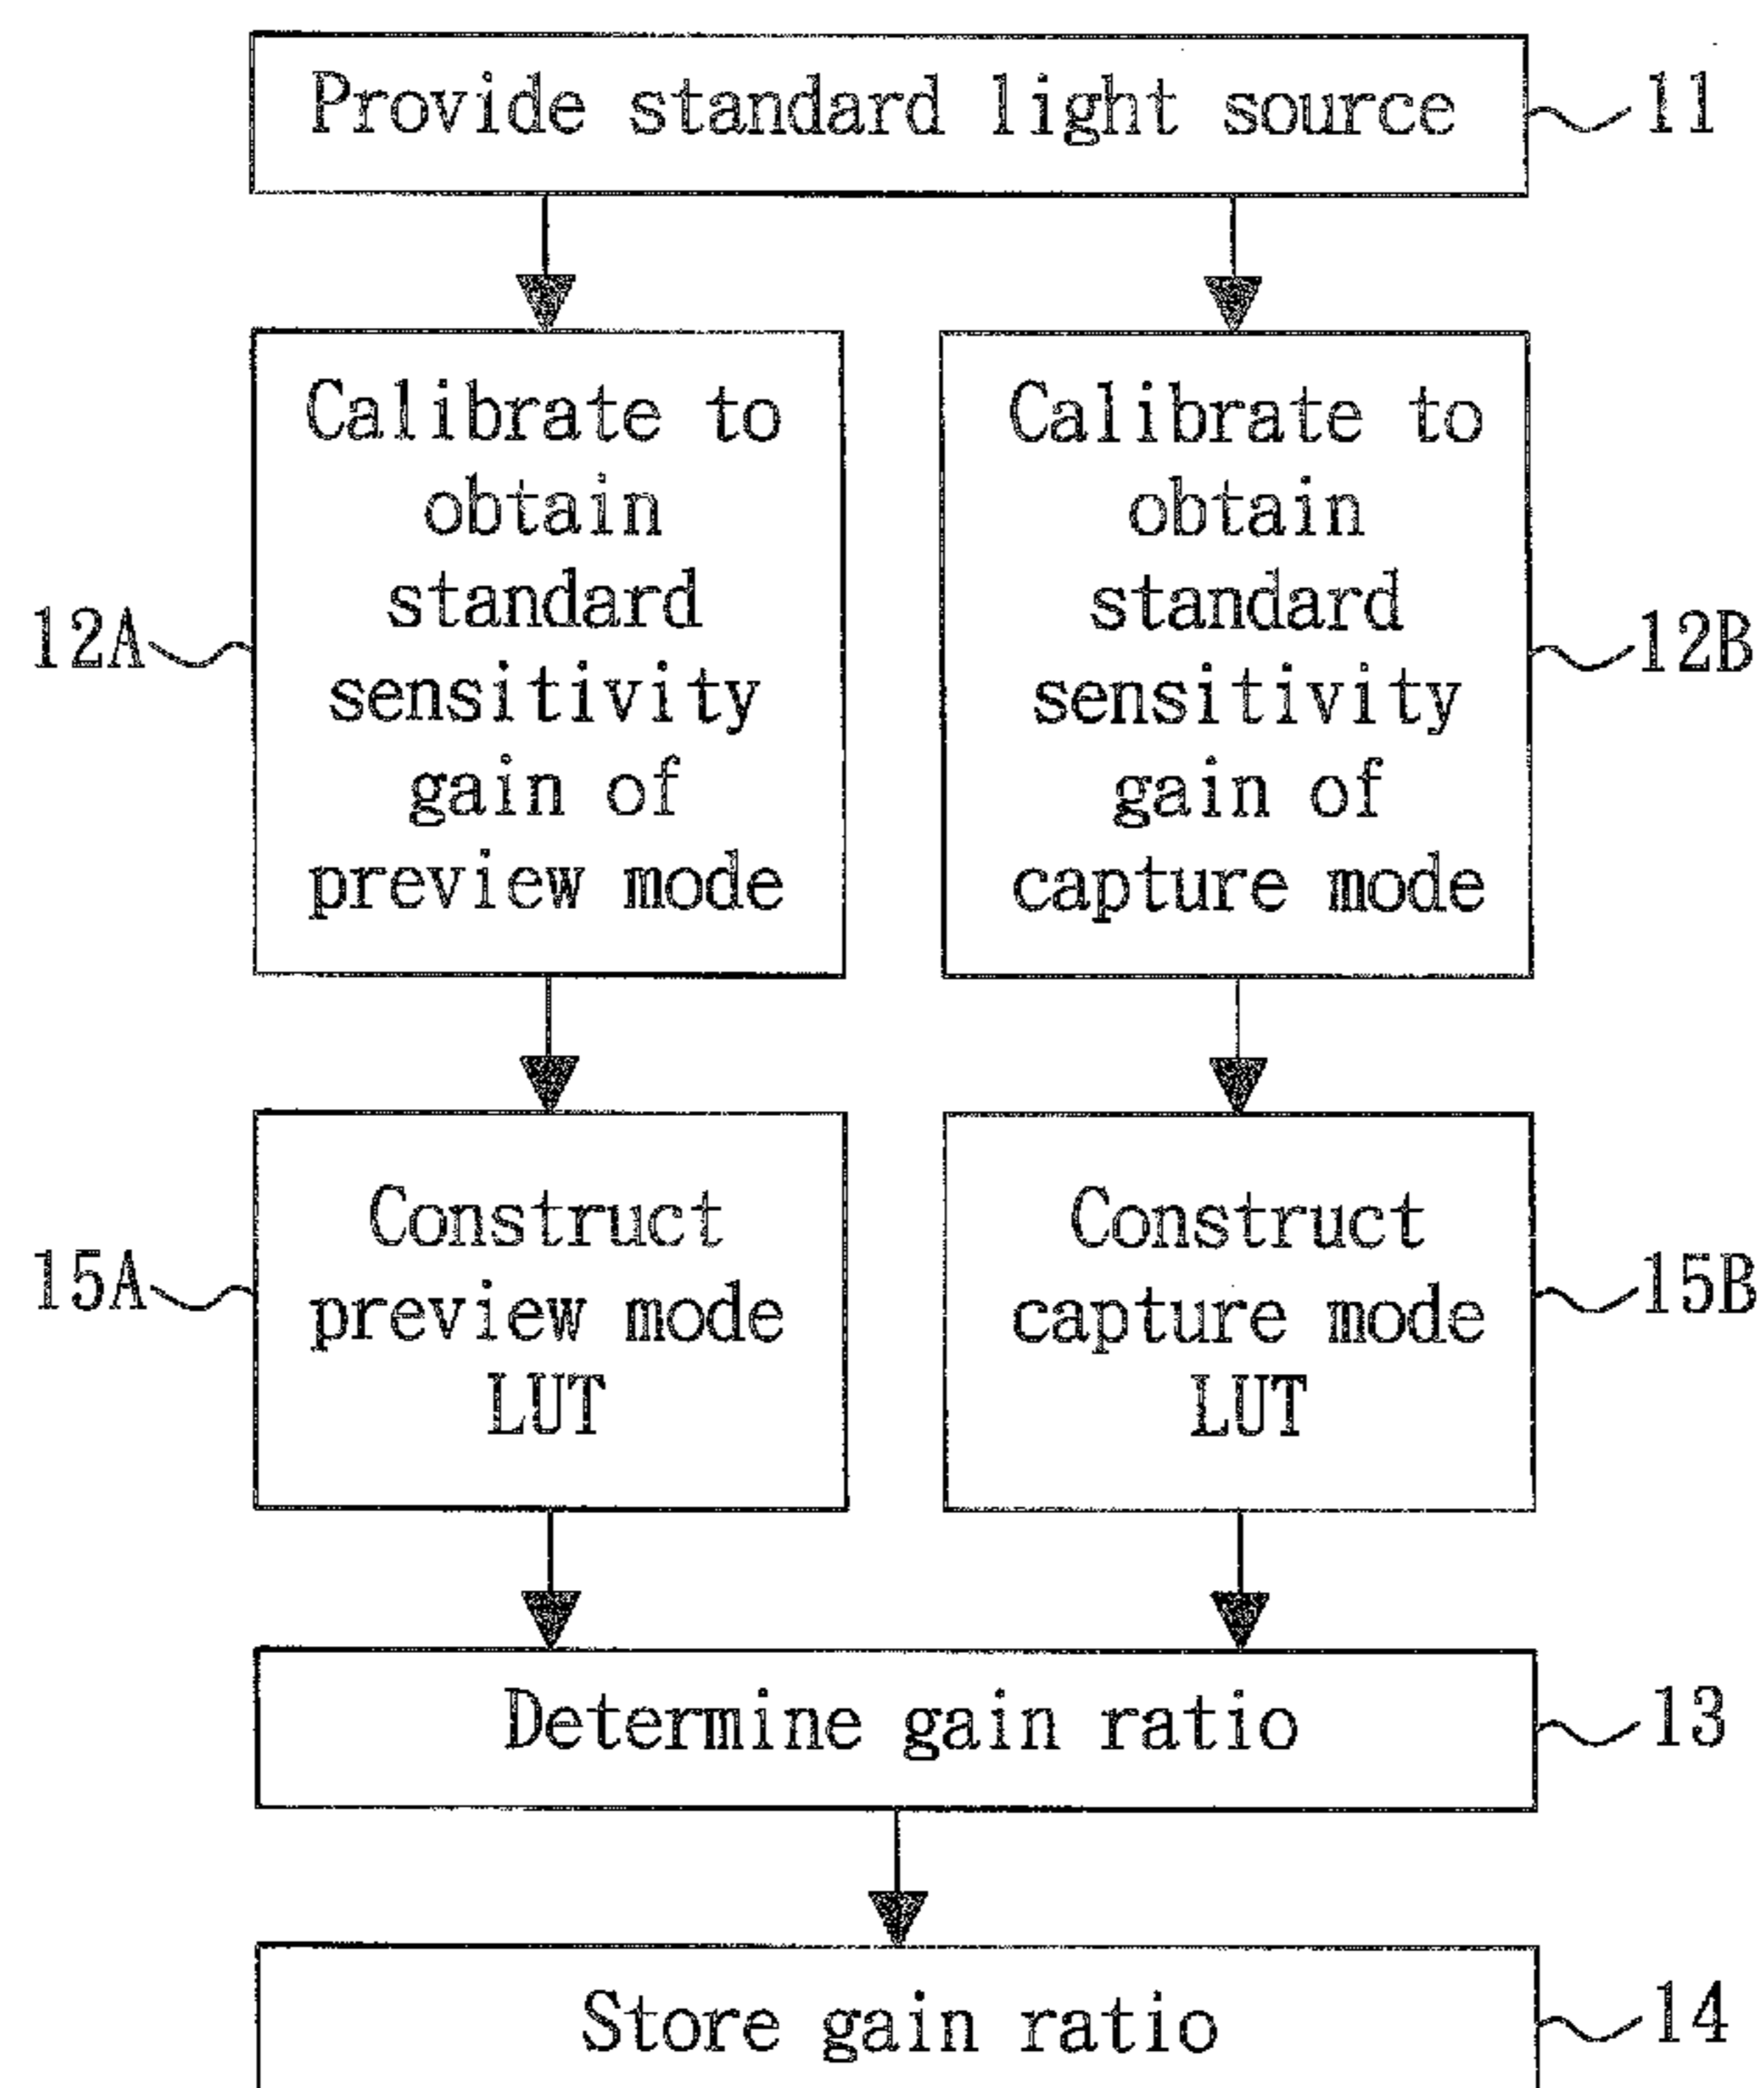 Provide standard light source
11
Calibrate to
obtain
standard
sensitivity
gain of
preview mode
12A
Calibrate to
obtain
standard
sensitivity
gain of
capture mode
12B
Construct
preview mode
LUT
15A
Construct
capture mode
LUT
15B
Determine gain ratio
13
Store gain ratio
14